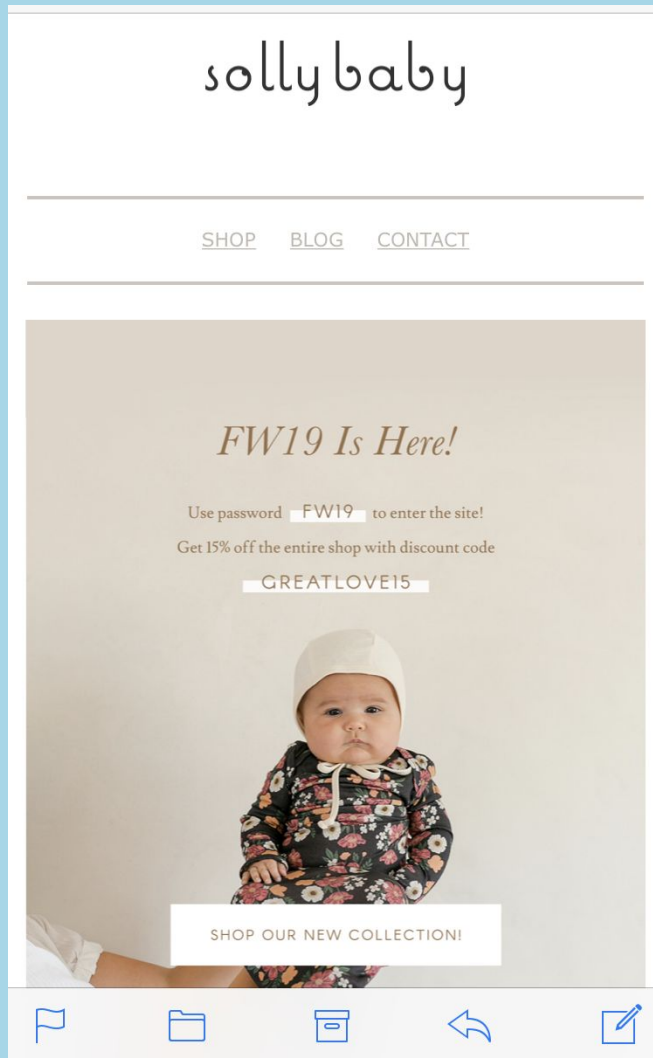 solly baby
SHOP BLOG CONTACT
FW19 Is Here!
Use password FW19 to enter the site!
Get 15% off the entire shop with discount code
GREATLOVE15
SHOP OUR NEW COLLECTION!